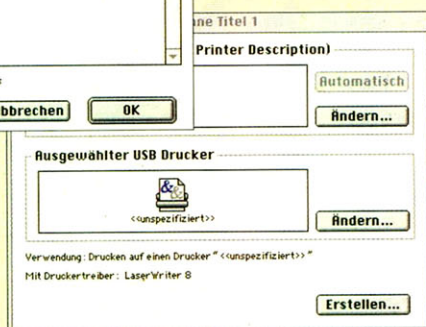 ne Titel 1
Printer Description)
Automatisch
bbrechen
OK
Ändern...
Ausgewählter USB Drucker
<<unspezifiziert>>
Ändern...
Verwendung: Drucken auf einen Drucker "<<unspezifiziert>>"
Mit Druckertreiber: LaserWriter 8
Erstellen...